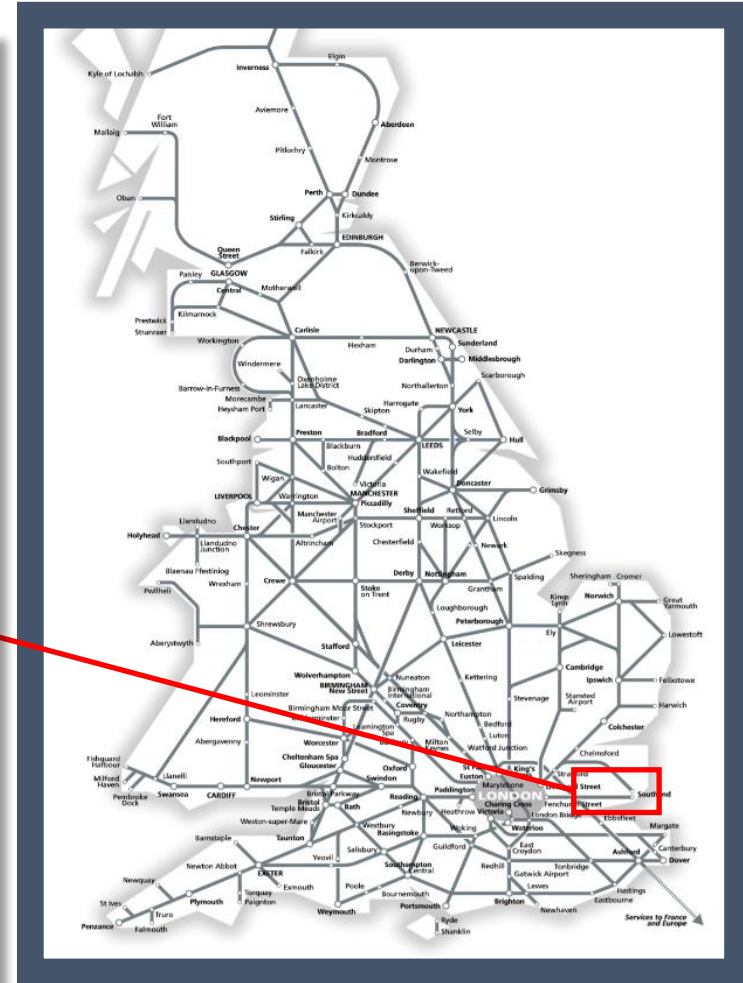 Elgin
Inverness
Kyle of Lochalsh
Aviemore
Fort
William
Mallaig
Aberdeen
Pitlochry
Montrose
Perth
Dundee
Oban
Stirling
Kirkcaldy
Queen
Street
Falkirk
EDINBURGH
Berwick-
upon-Tweed
Paisley
GLASGOW
Central
Motherwell
Prestwick
Stranraer
Kilmarnock
Carlisle
NEWCASTLE
Workington
Hexham
Sunderland
Durham
Darlington
Middlesbrough
Windermere
Oxenholme
Lake District
Scarborough
Barrow-in-Furness
Northallerton
Morecambe
Heysham Port
Lancaster
Harrogate
Skipton
York
Blackpool
Preston
Bradford
Blackburn
LEEDS
Selby
Hull
Southport
Bolton
Huddersfield
Wigan
Wakefield
Victoria
LIVERPOOL
Warrington
MANCHESTER
Piccadilly
Doncaster
Grimsby
Manchester
Airport
Sheffield
Retford
Llandudno
Chester
Stockport
Worksop
Lincoln
Holyhead
Llandudno
Junction
Altrincham
Chesterfield
Newark
Blaenau Ffestiniog
Skegness
Pwllheli
Wrexham
Crewe
Stoke
on Trent
Derby
Nottingham
Grantham
Spalding
Sheringham
Cromer
Kings
Lynn
Norwich
Great
Yarmouth
Loughborough
Peterborough
Shrewsbury
Ely
Lowestoft
Aberystwyth
Stafford
Leicester
Wolverhampton
Cambridge
BIRMINGHAM
New Street
Nuneaton
Birmingham
International
Kettering
Ipswich
Felixstowe
Leominster
Coventry
Stevenage
Stansted
Airport
Harwich
Birmingham Moor Street
Rugby
Northampton
Hereford
Leamington
Spa
Bedford
Colchester
Abergavenny
Worcester
Milton
Keynes
Luton
Fishguard
Harbour
Cheltenham Spa
Gloucester
Oxford
Watford Junction
Chelmsford
Milford
Haven
Llanelli
Euston
King's
Stratford
Pembroke
Dock
Swansea
CARDIFF
Newport
Swindon
Paddington
Marylebone
Street
Bristol Parkway
Reading
LONDON
Bristol
Temple Meads
Bath
Charing Cross
Fenchurch Street
Newbury
Heathrow
Victoria
London Bridge
Ebbsfleet
Weston-super-Mare
Westbury
Waterloo
Margate
Barnstaple
Taunton
Basingstoke
Woking
East
Croydon
Canterbury
Salisbury
Guildford
Ashford
Dover
Newton Abbot
Yeovil
Southampton
Central
Redhill
Tonbridge
Newquay
EXETER
Gatwick Airport
Exmouth
Poole
Lewes
Hastings
St Ives
Torquay
Paignton
Bournemouth
Eastbourne
Plymouth
Truro
Weymouth
Portsmouth
Brighton
Newhaven
Penzance
Falmouth
Ryde
Shanklin
Services to France
and Europe